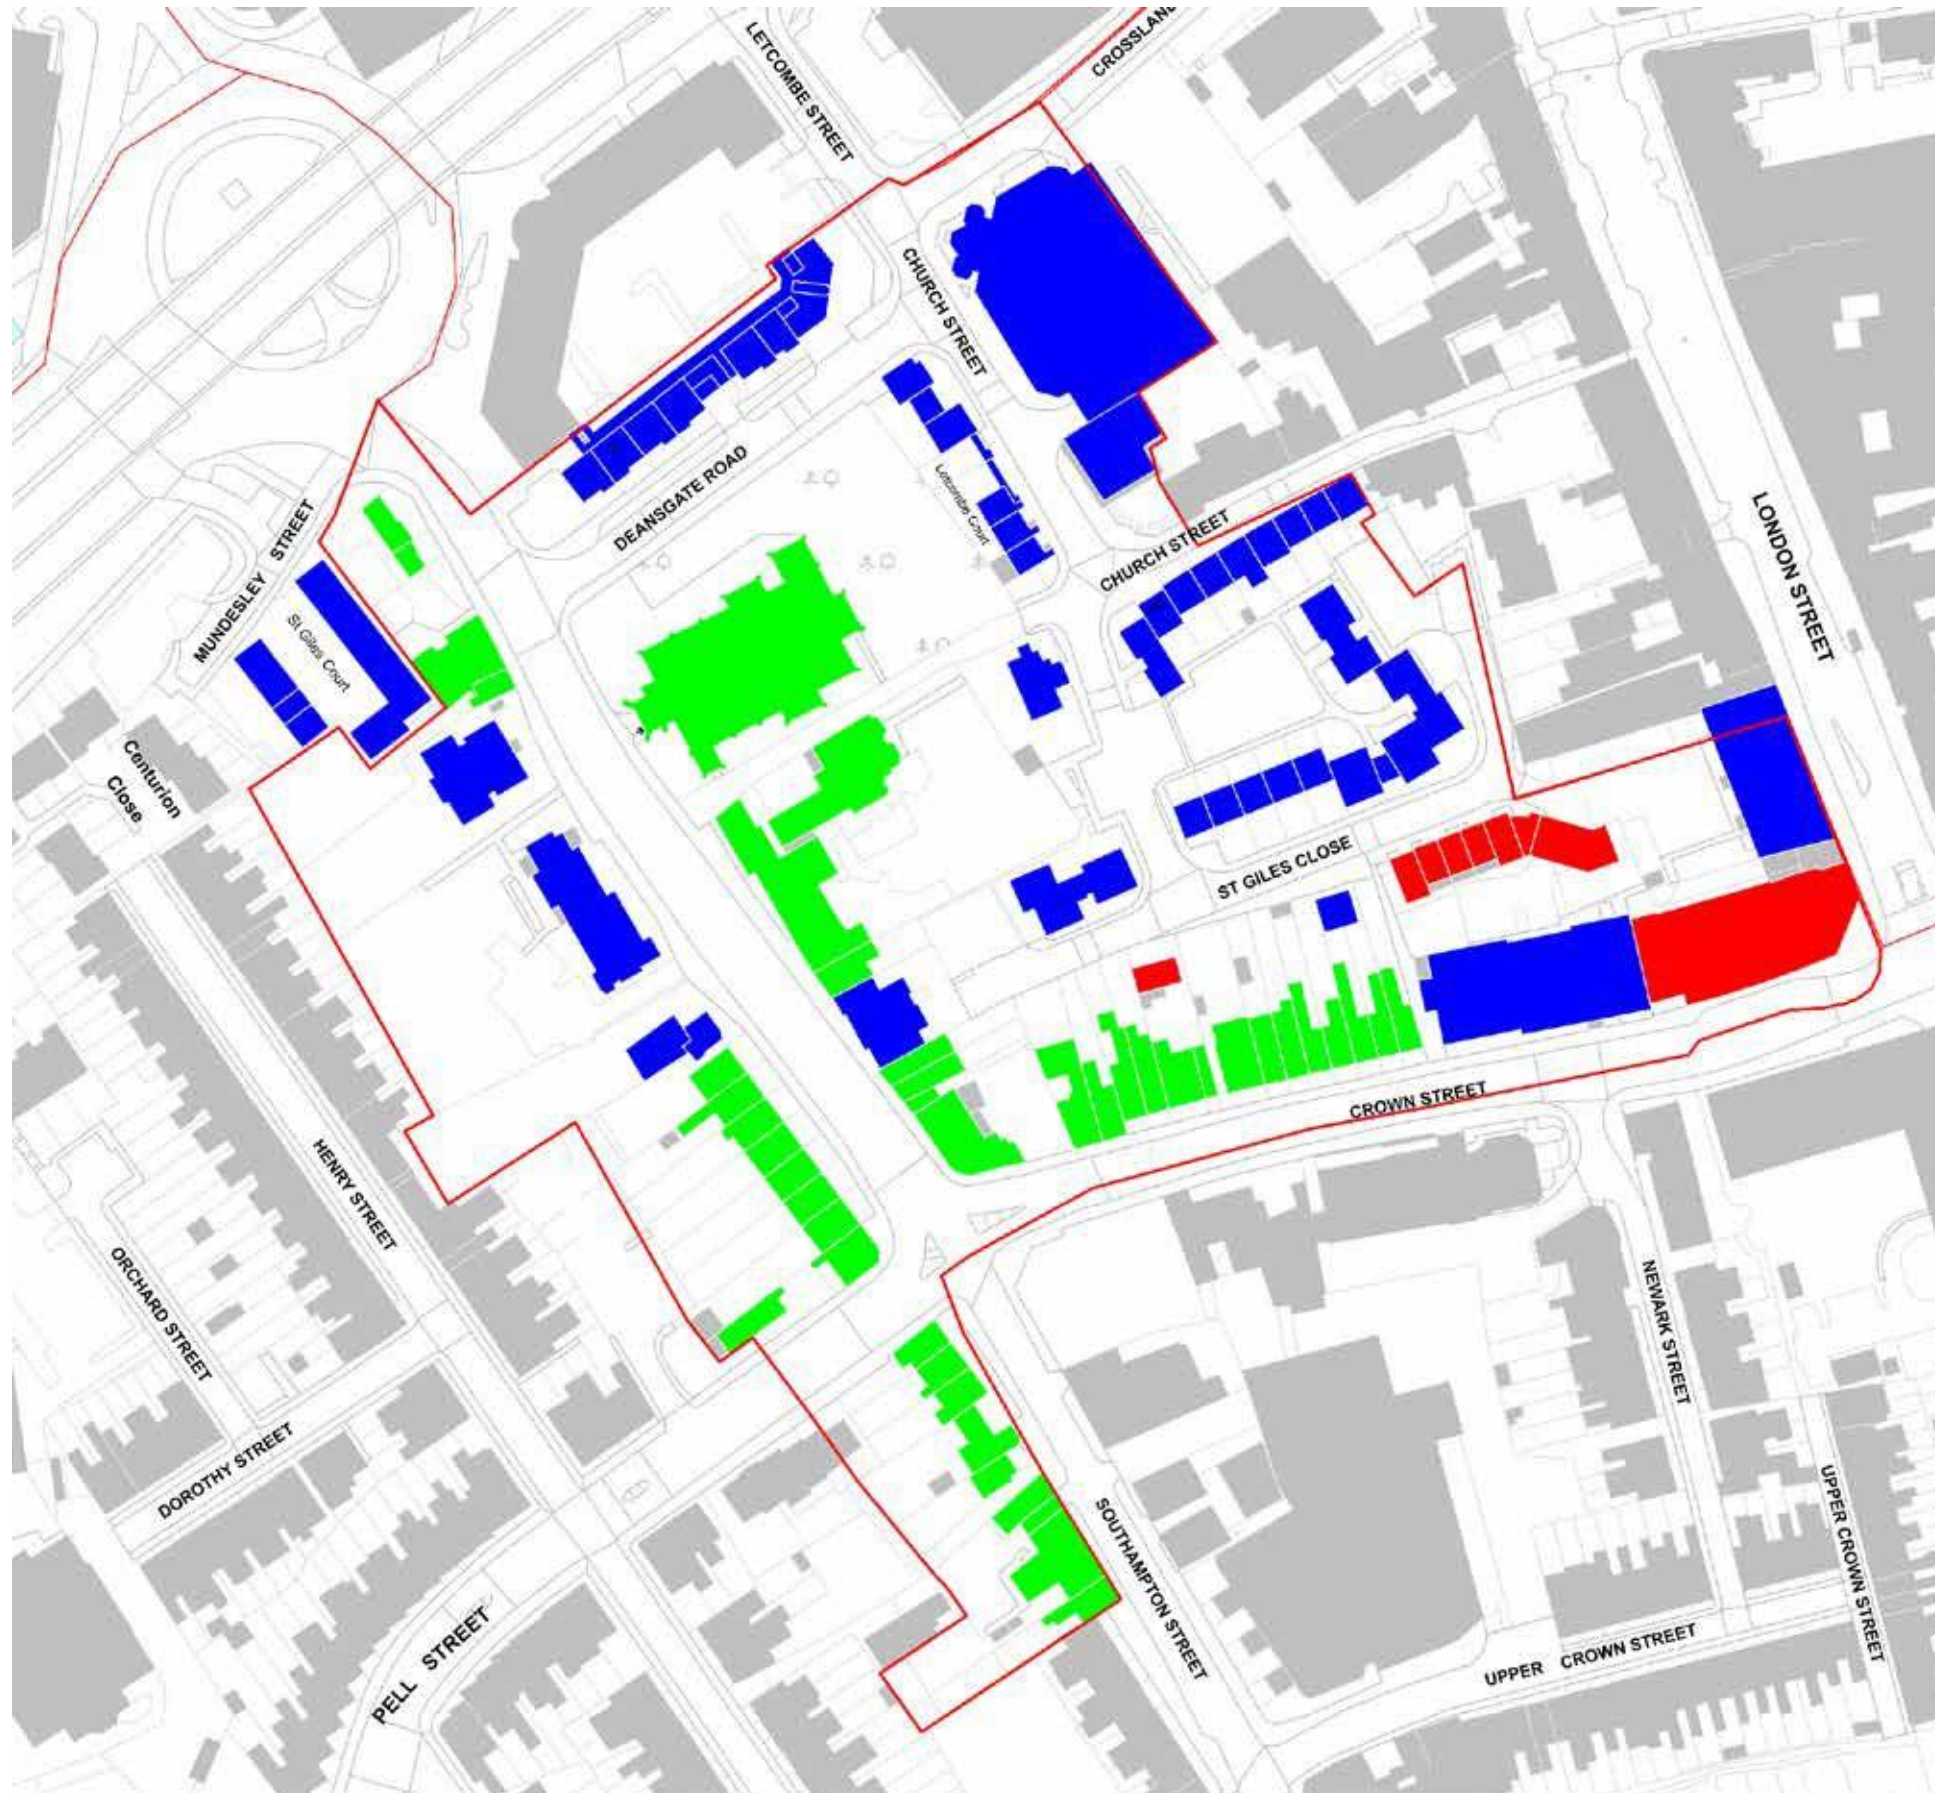 LETCOMBE STREET
CROSSLAN
CHURCH STREET
DEANSGATE ROAD
Letcombe Court
CHURCH STREET
LONDON STREET
MUNDESLEY STREET
St Giles Court
Centurion
Close
ST GILES CLOSE
CROWN STREET
HENRY STREET
ORCHARD STREET
DOROTHY STREET
PELL STREET
SOUTHAMPTON STREET
NEWARK STREET
UPPER CROWN STREET
UPPER CROWN STREET